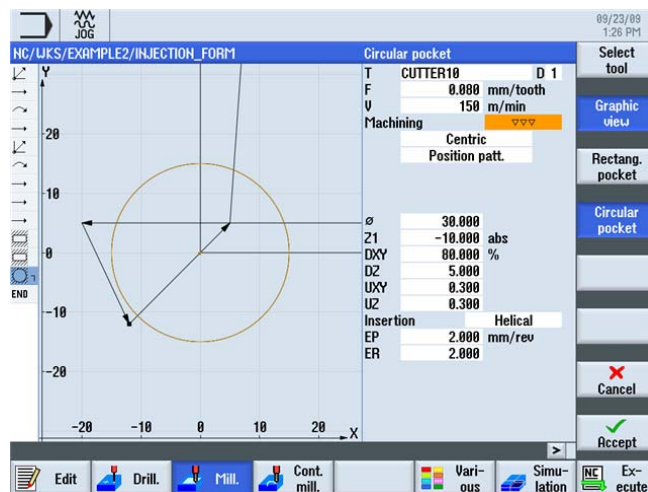 JOG
09/23/09
1:26 PM
NC/WKS/EXAMPLE2/INJECTION_FORM
Y
20
10
0
-10
-20
-20 -10 0 10 20 X
END
Circular pocket
T CUTTER10 D 1
F 0.080 mm/tooth
V 150 m/min
Machining ▽▽▽
Centric
Position patt.
ø 30.000
Z1 -10.000 abs
DXY 80.000 %
DZ 5.000
UXY 0.300
UZ 0.300
Insertion Helical
EP 2.000 mm/rev
ER 2.000
Select
tool
Graphic
view
Rectang.
pocket
Circular
pocket
Cancel
Accept
>
Edit
Drill.
Mill.
Cont.
mill.
Vari-
ous
Simu-
lation
NC
Ex-
ecute